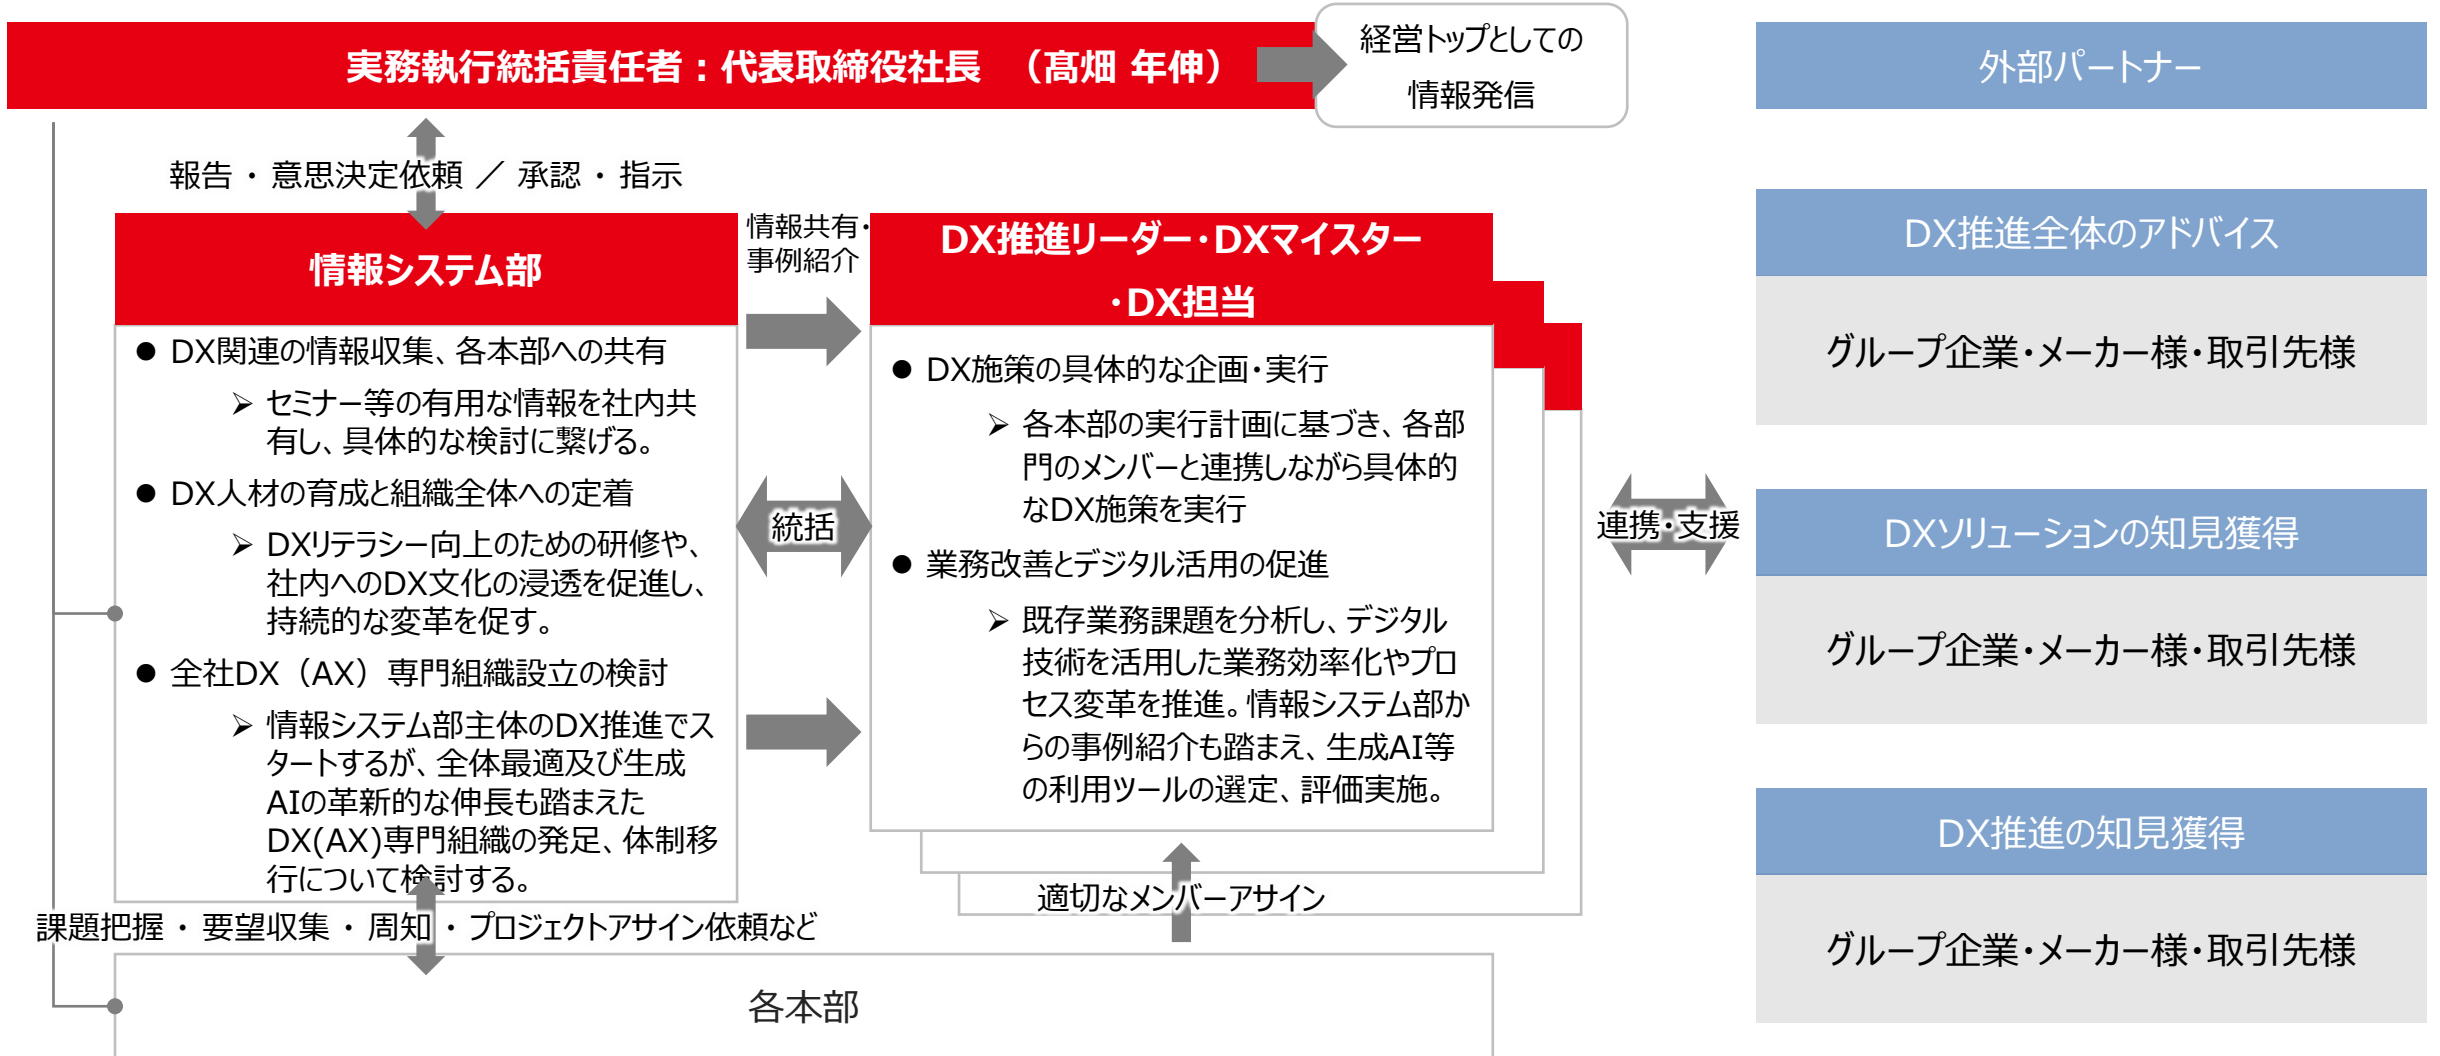 実務執行統括責任者：代表取締役社長　（髙畑 年伸）
経営トップとしての
情報発信
外部パートナー
報告 ・ 意思決定依頼 ／ 承認 ・ 指示
情報システム部
情報共有・
事例紹介
DX推進リーダー・DXマイスター
・DX担当
● DX関連の情報収集、各本部への共有
➢ セミナー等の有用な情報を社内共
有し、具体的な検討に繋げる。
● DX人材の育成と組織全体への定着
➢ DXリテラシー向上のための研修や、
社内へのDX文化の浸透を促進し、
持続的な変革を促す。
● 全社DX（AX）専門組織設立の検討
➢ 情報システム部主体のDX推進でス
タートするが、全体最適及び生成
AIの革新的な伸長も踏まえた
DX(AX)専門組織の発足、体制移
行について検討する。
統括
● DX施策の具体的な企画・実行
➢ 各本部の実行計画に基づき、各部
門のメンバーと連携しながら具体的
なDX施策を実行
● 業務改善とデジタル活用の促進
➢ 既存業務課題を分析し、デジタル
技術を活用した業務効率化やプロ
セス変革を推進。情報システム部か
らの事例紹介も踏まえ、生成AI等
の利用ツールの選定、評価実施。
連携・支援
DX推進全体のアドバイス
グループ企業・メーカー様・取引先様
DXソリューションの知見獲得
グループ企業・メーカー様・取引先様
DX推進の知見獲得
グループ企業・メーカー様・取引先様
課題把握 ・ 要望収集 ・ 周知 ・ プロジェクトアサイン依頼など
適切なメンバーアサイン
各本部